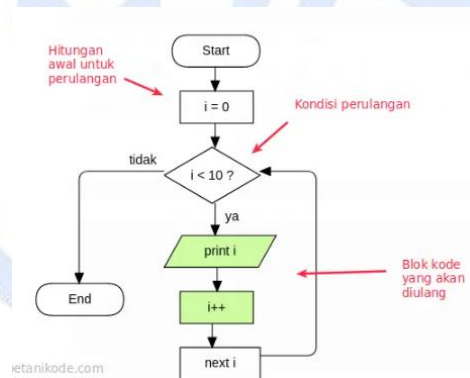 Start
Hitungan
awal untuk
perulangan
i = 0
Kondisi perulangan
tidak
i < 10 ?
ya
print i
Blok kode
yang akan
diulang
End
i++
next i
etanikode.com